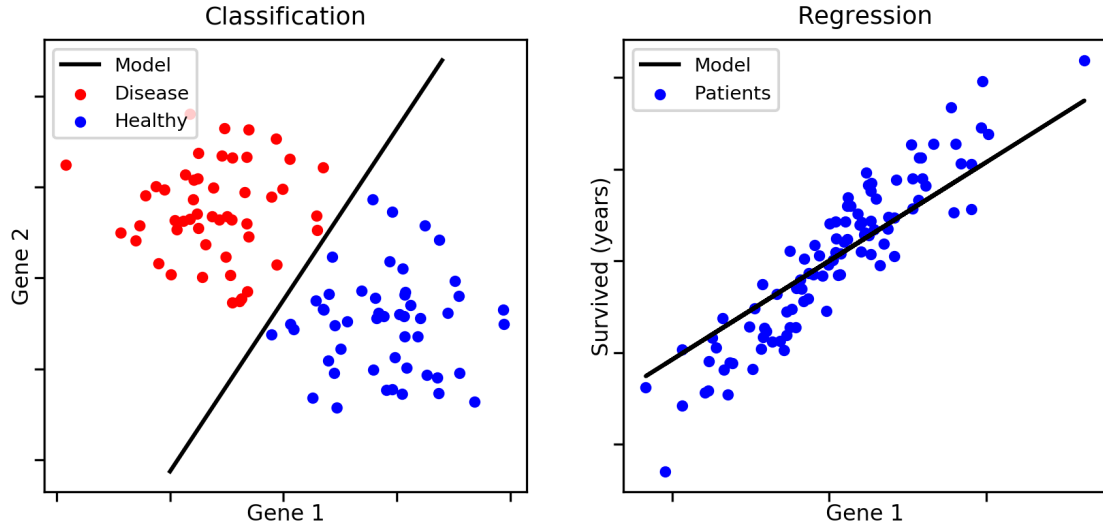 Classification
Model
Disease
Healthy
Gene 2
Gene 1
Regression
Model
Patients
Survived (years)
Gene 1